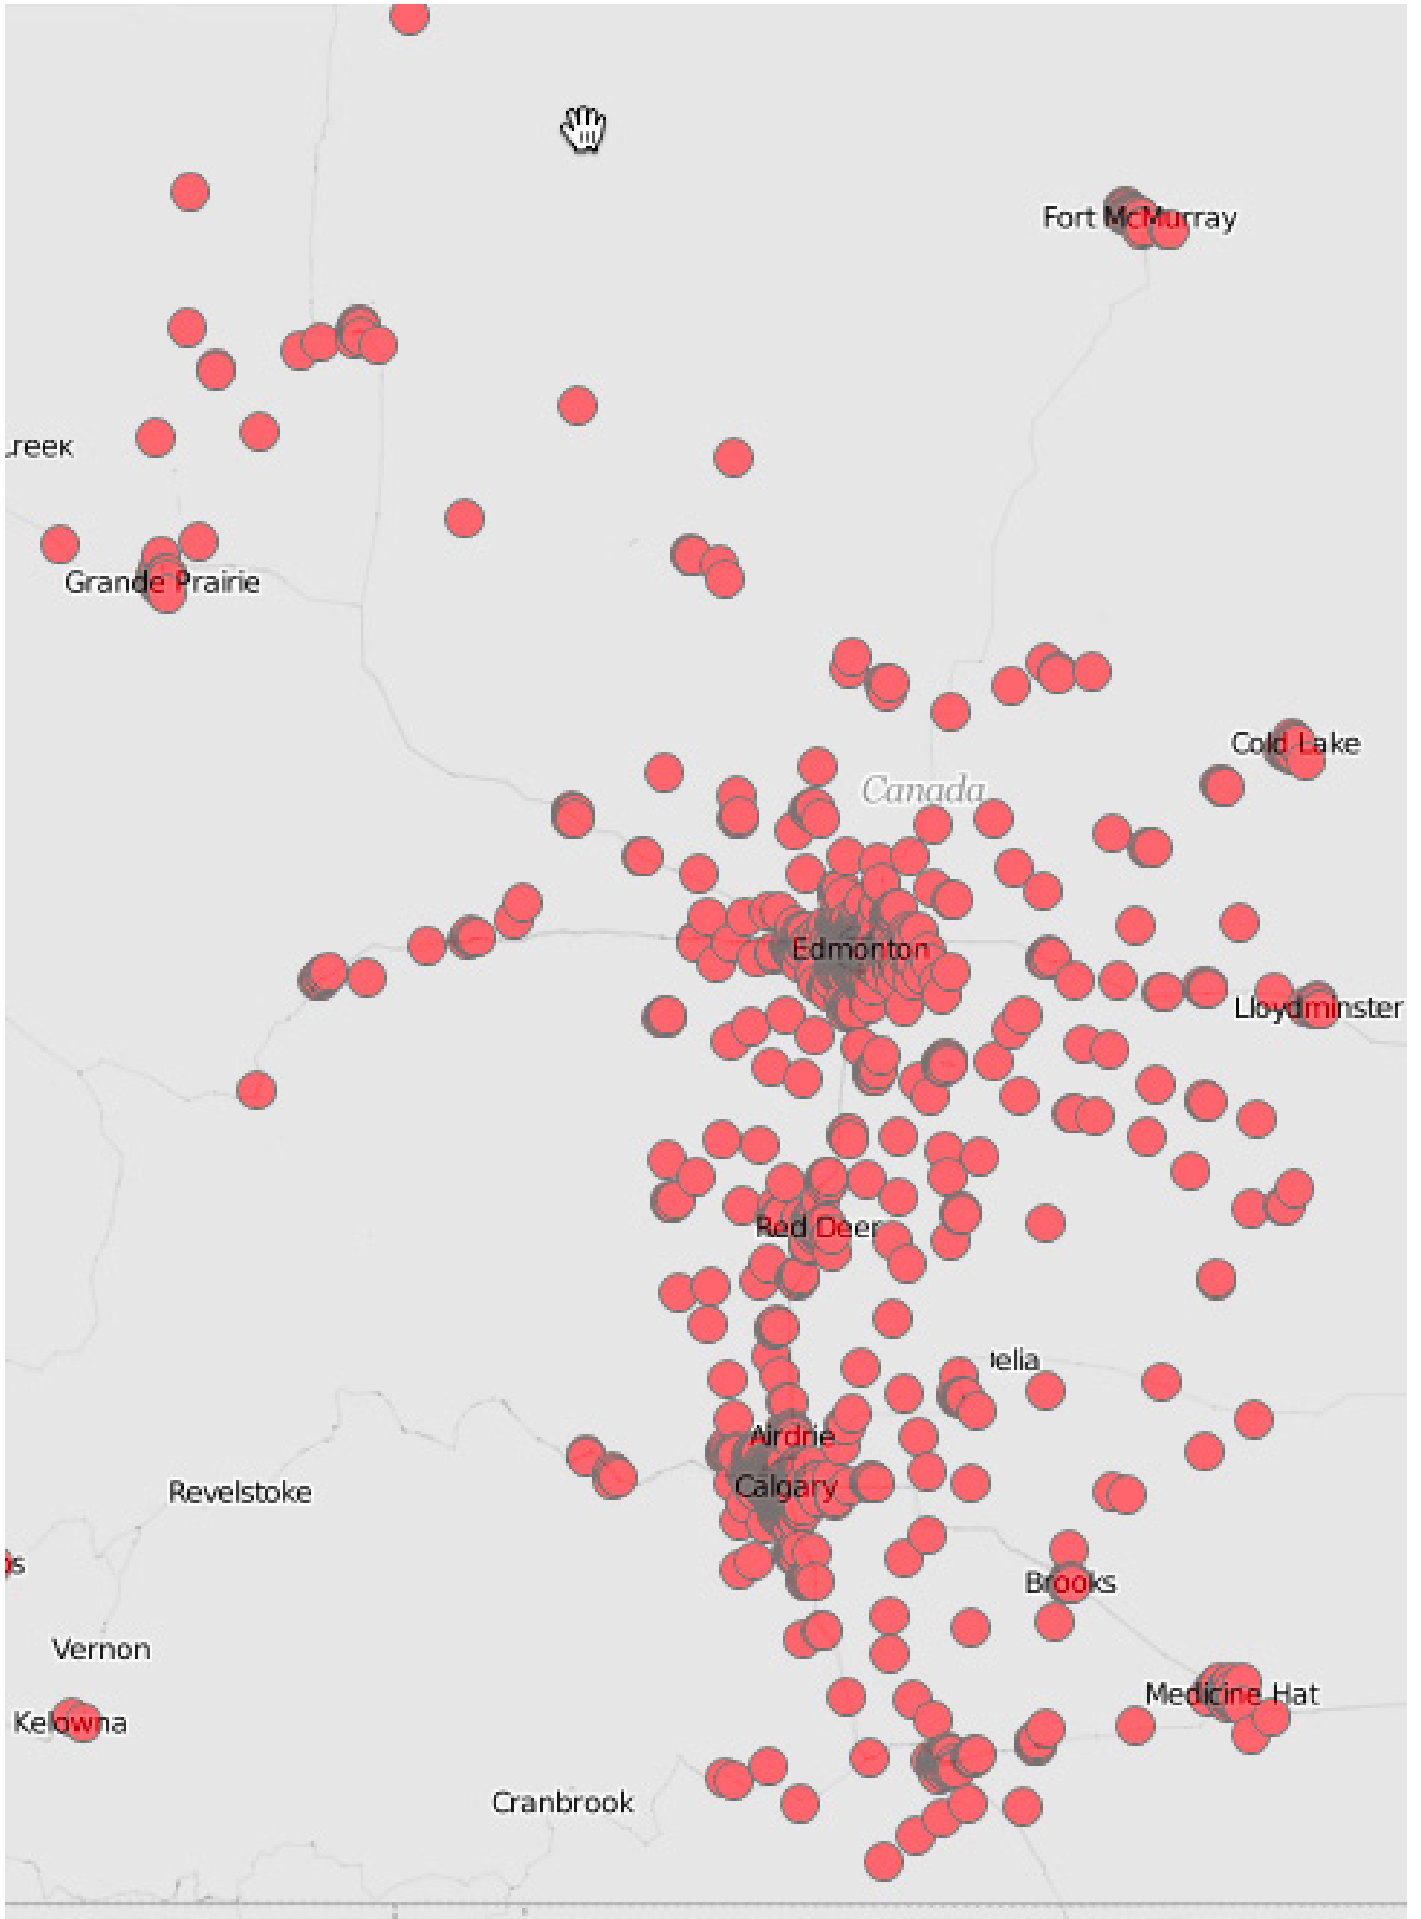 Fort McMurray
Grande Prairie
Cold Lake
Canada
Edmonton
Lloydminster
Red Deer
Airdrie
Calgary
Revelstoke
Brooks
Vernon
Medicine Hat
Kelowna
Cranbrook